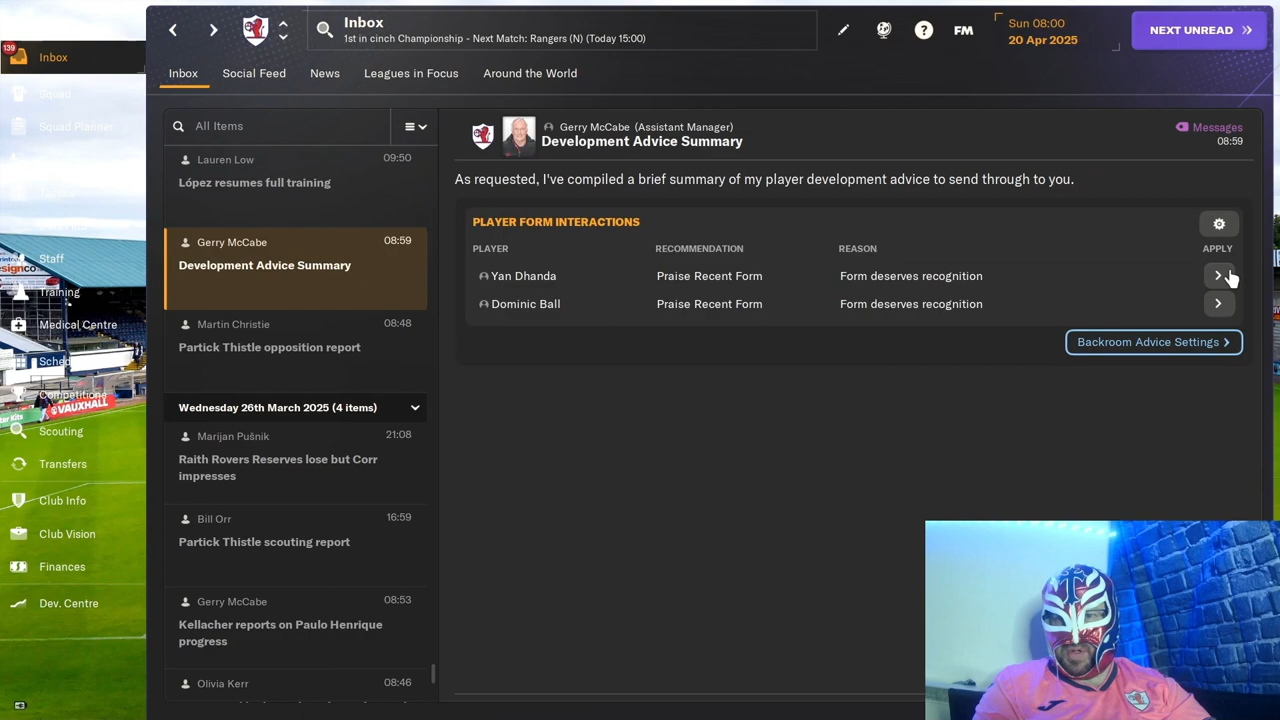 139
Inbox
Squad
Squad Planner
Staff
Training
Medical Centre
Sched
Competitions
VAUXHALL
Scouting
Transfers
Club Info
Club Vision
Finances
Dev. Centre
Inbox
1st in cinch Championship - Next Match: Rangers (N) (Today 15:00)
?
FM
Sun 08:00
20 Apr 2025
NEXT UNREAD
Inbox
Social Feed
News
Leagues in Focus
Around the World
All Items
Lauren Low
09:50
López resumes full training
Gerry McCabe
08:59
Development Advice Summary
Martin Christie
08:48
Partick Thistle opposition report
Wednesday 26th March 2025 (4 items)
Marijan Pušnik
21:08
Raith Rovers Reserves lose but Corr
impresses
Bill Orr
16:59
Partick Thistle scouting report
Gerry McCabe
08:53
Kellacher reports on Paulo Henrique
progress
Olivia Kerr
08:46
Gerry McCabe (Assistant Manager)
Development Advice Summary
Messages
08:59
As requested, I've compiled a brief summary of my player development advice to send through to you.
PLAYER FORM INTERACTIONS
PLAYER RECOMMENDATION REASON APPLY
Yan Dhanda Praise Recent Form Form deserves recognition
Dominic Ball Praise Recent Form Form deserves recognition
Backroom Advice Settings